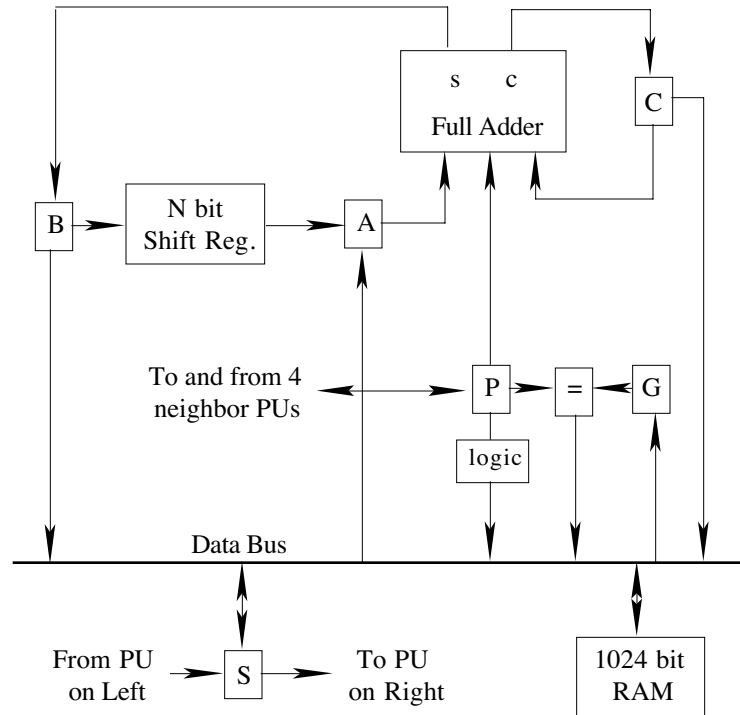 s c
Full Adder
C
B
N bit
Shift Reg.
A
To and from 4
neighbor PUs
P
=
G
logic
Data Bus
From PU
on Left
S
To PU
on Right
1024 bit
RAM